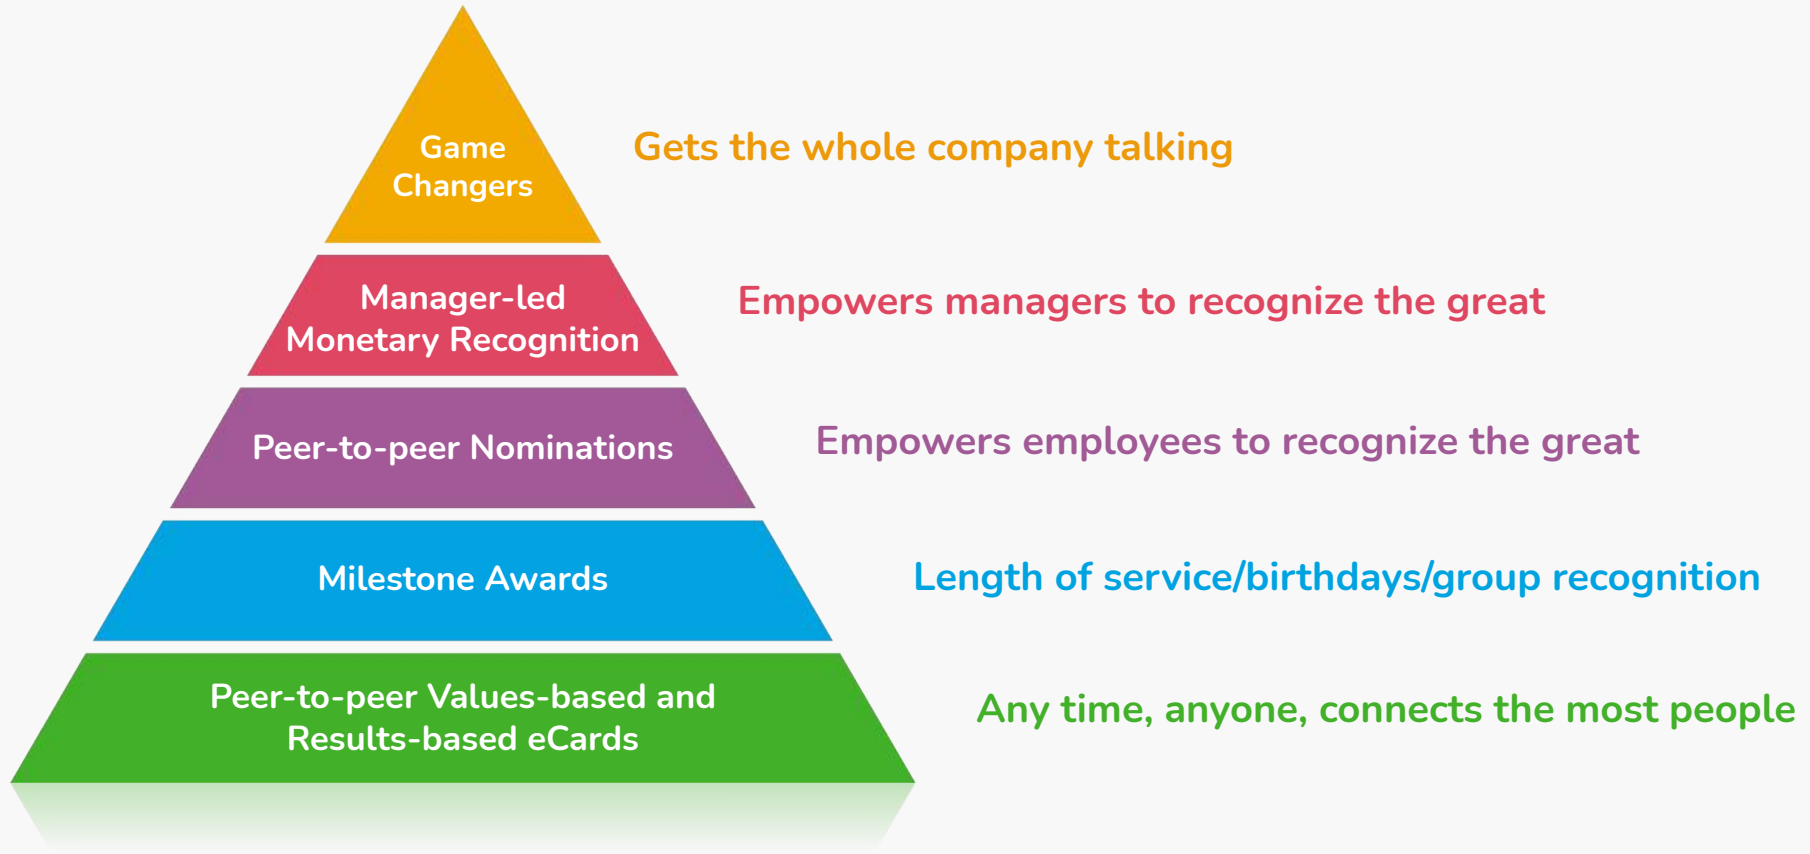 Game
Changers
Gets the whole company talking
Manager-led
Monetary Recognition
Empowers managers to recognize the great
Peer-to-peer Nominations
Empowers employees to recognize the great
Milestone Awards
Length of service/birthdays/group recognition
Peer-to-peer Values-based and
Results-based eCards
Any time, anyone, connects the most people